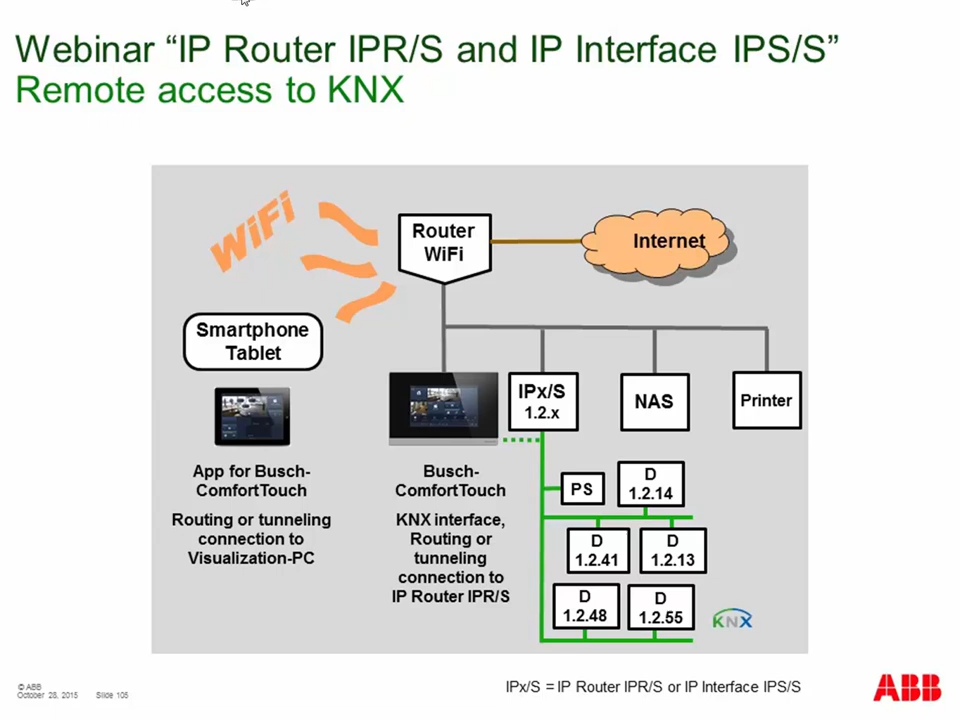 Webinar “IP Router IPR/S and IP Interface IPS/S”
Remote access to KNX
WiFi
Router
WiFi
Internet
Smartphone
Tablet
IPx/S
1.2.x
NAS
Printer
App for Busch-
ComfortTouch
Routing or tunneling
connection to
Visualization-PC
Busch-
ComfortTouch
KNX interface,
Routing or
tunneling
connection to
IP Router IPR/S
PS
D
1.2.14
D
1.2.41
D
1.2.13
D
1.2.48
D
1.2.55
KNX
© ABB
October 28, 2015 Slide 105
IPx/S = IP Router IPR/S or IP Interface IPS/S
ABB